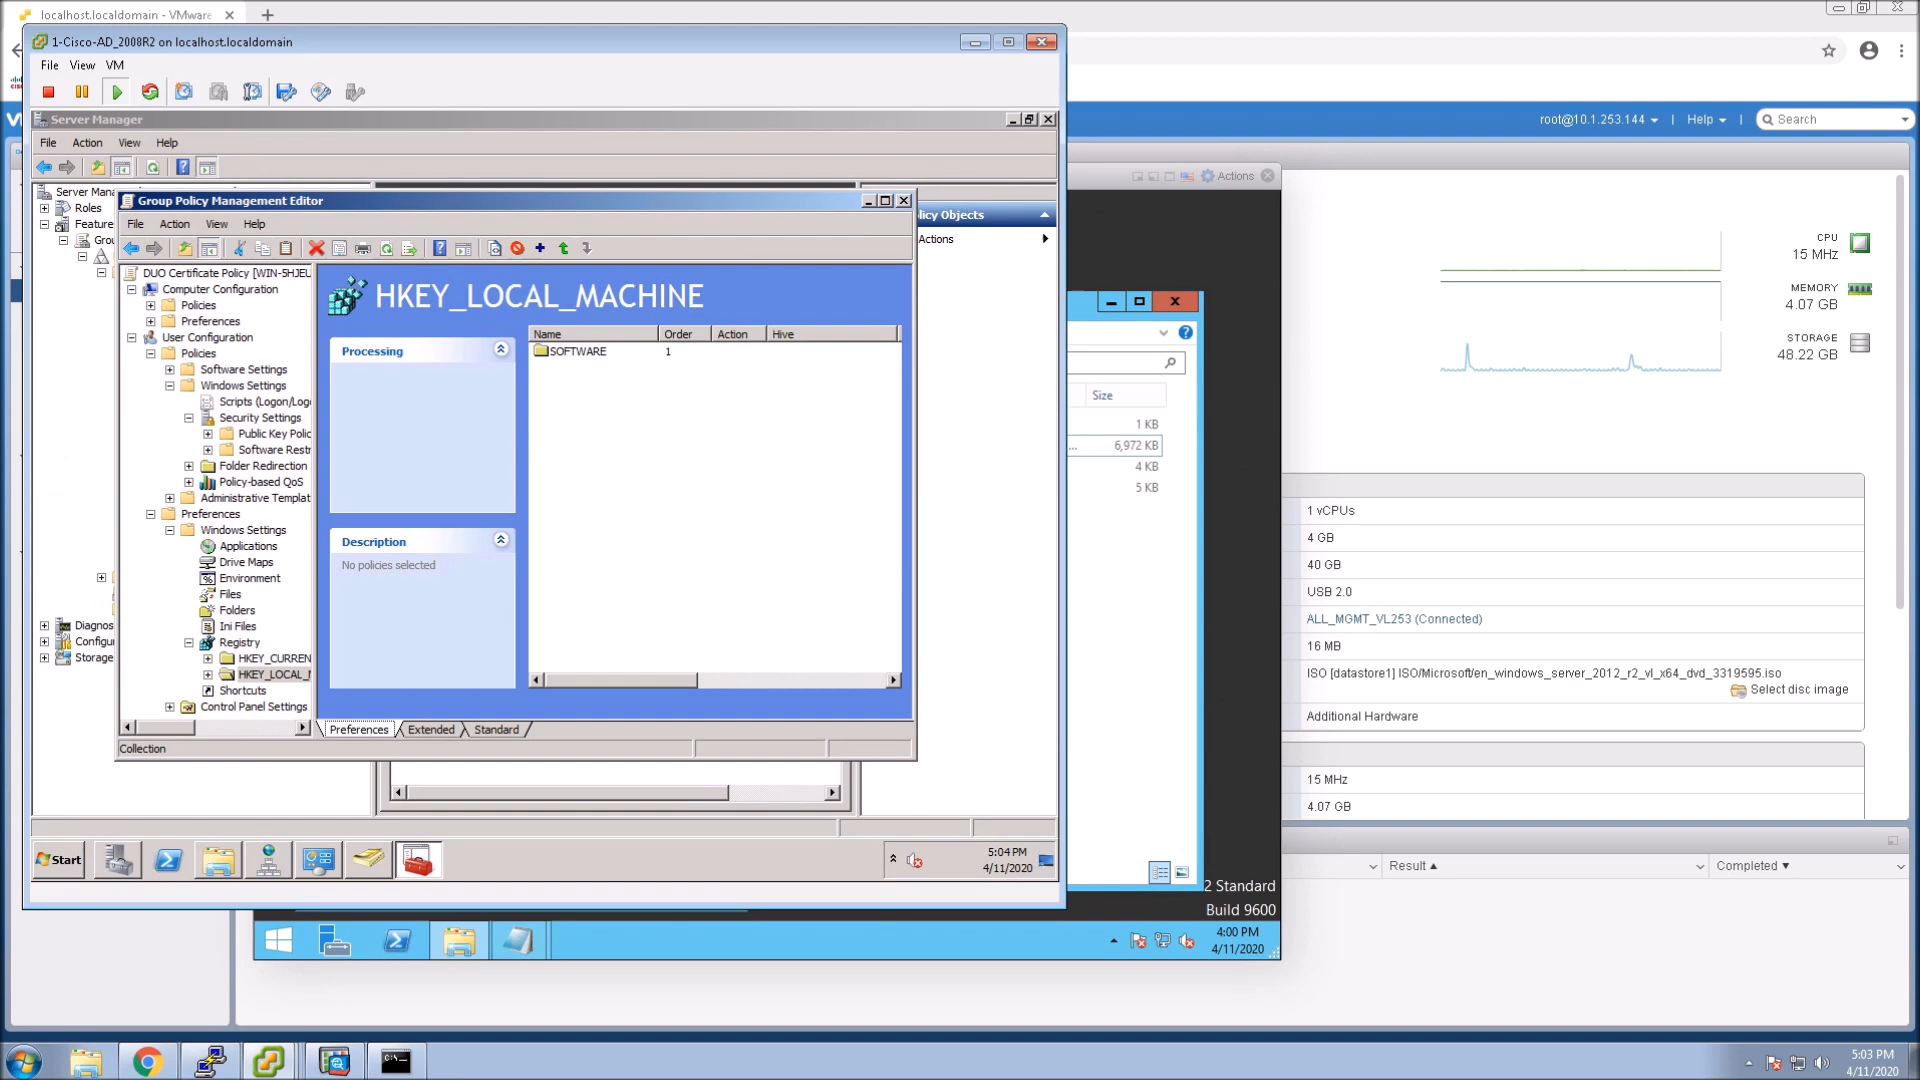 localhost.localdomain - VMware
1-Cisco-AD_2008R2 on localhost.localdomain
File View VM
root@10.1.253.144
Help
Search
Server Manager
File Action View Help
Actions
Server Man
Roles
Feature
Grou
Diagnos
Configur
Storage
Group Policy Management Editor
File Action View Help
licy Objects
Actions
DUO Certificate Policy [WIN-5HJEU
Computer Configuration
Policies
Preferences
User Configuration
Policies
Software Settings
Windows Settings
Scripts (Logon/Logo
Security Settings
Public Key Polic
Software Restr
Folder Redirection
Policy-based QoS
Administrative Templat
Preferences
Windows Settings
Applications
Drive Maps
Environment
Files
Folders
Ini Files
Registry
HKEY_CURREN
HKEY_LOCAL_M
Shortcuts
Control Panel Settings
HKEY_LOCAL_MACHINE
Processing
Description
No policies selected
Name Order Action Hive
SOFTWARE 1
Preferences Extended Standard
Collection
Start
5:04 PM
4/11/2020
Size
1 KB
... 6,972 KB
4 KB
5 KB
2 Standard
Build 9600
4:00 PM
4/11/2020
CPU
15 MHz
MEMORY
4.07 GB
STORAGE
48.22 GB
1 vCPUs
4 GB
40 GB
USB 2.0
ALL_MGMT_VL253 (Connected)
16 MB
ISO [datastore1] ISO/Microsoft/en_windows_server_2012_r2_vl_x64_dvd_3319595.iso
Select disc image
Additional Hardware
15 MHz
4.07 GB
Result
Completed
5:03 PM
4/11/2020